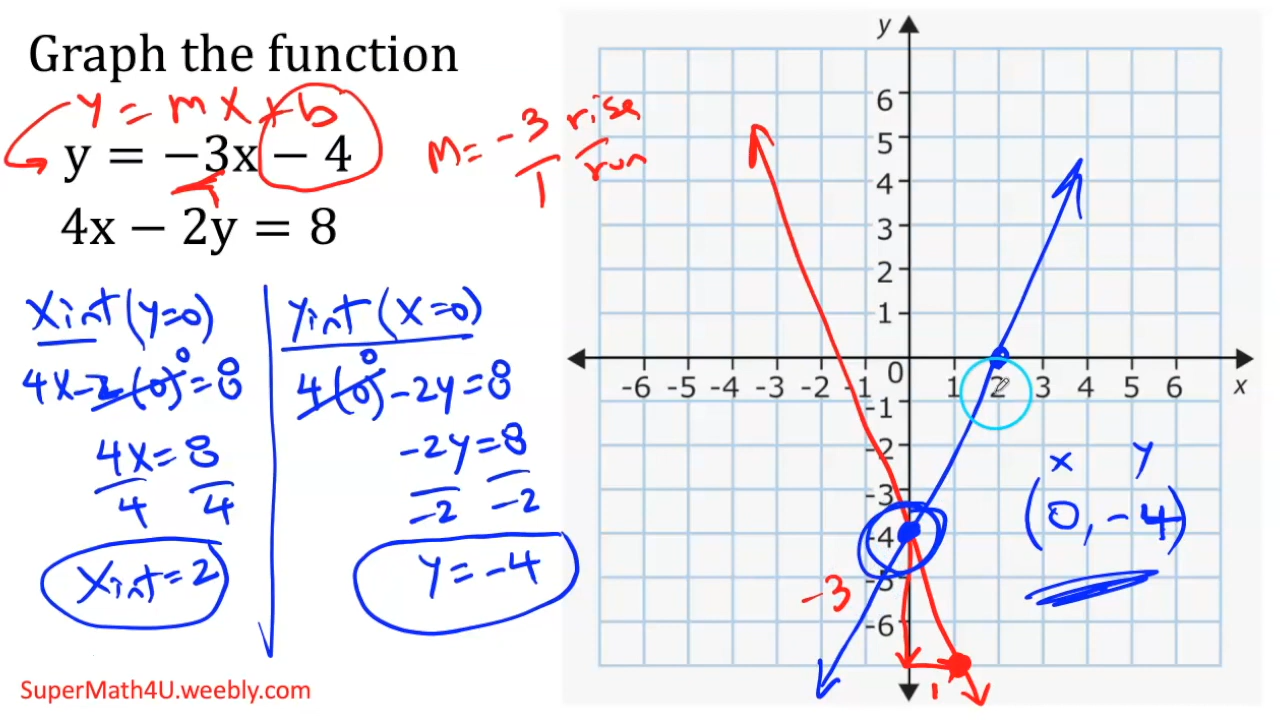 Graph the function
y = mx + b
y = −3x − 4
1
m = −3 rise
1 run
4x − 2y = 8
x int (y=0)
4x−2(0)⁰=8
4x = 8
4 4
x int = 2
y int (x=0)
4(0)⁰−2y=8
−2y=8
−2 −2
y = −4
y
6
5
4
3
2
1
0
-6 -5 -4 -3 -2 -1 1 2 3 4 5 6 x
-1
-2
-3
-4
-5
-6
x y
(0, −4)
−3
1
SuperMath4U.weebly.com